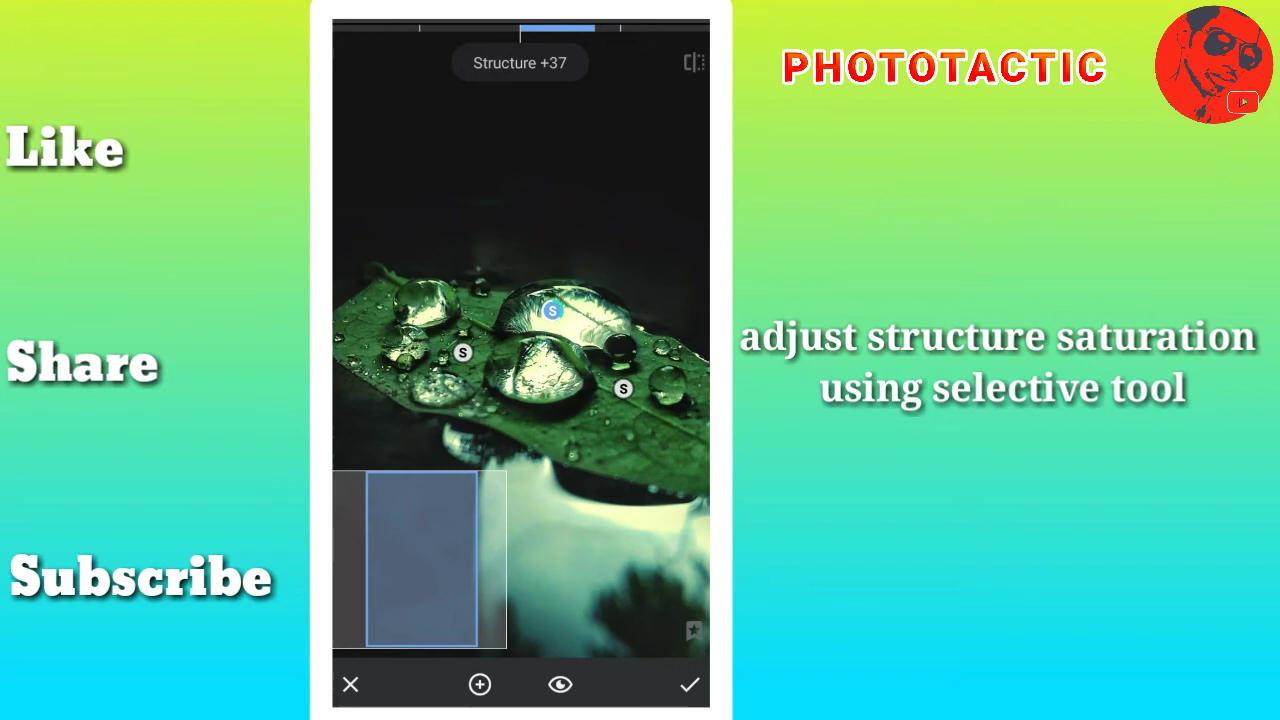 Structure +37
PHOTOTACTIC
Like
S
S
S
Share
adjust structure saturation
using selective tool
Subscribe